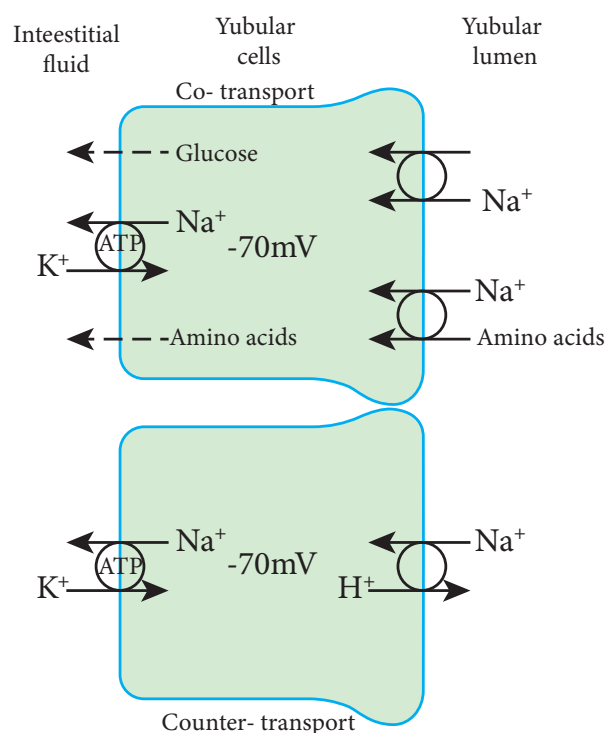 Inteestitial
fluid
Yubular
cells
Yubular
lumen
Co- transport
Glucose
Na⁺
Na⁺
ATP
-70mV
K⁺
Na⁺
Amino acids
Amino acids
Na⁺
Na⁺
ATP
-70mV
K⁺
H⁺
Counter- transport